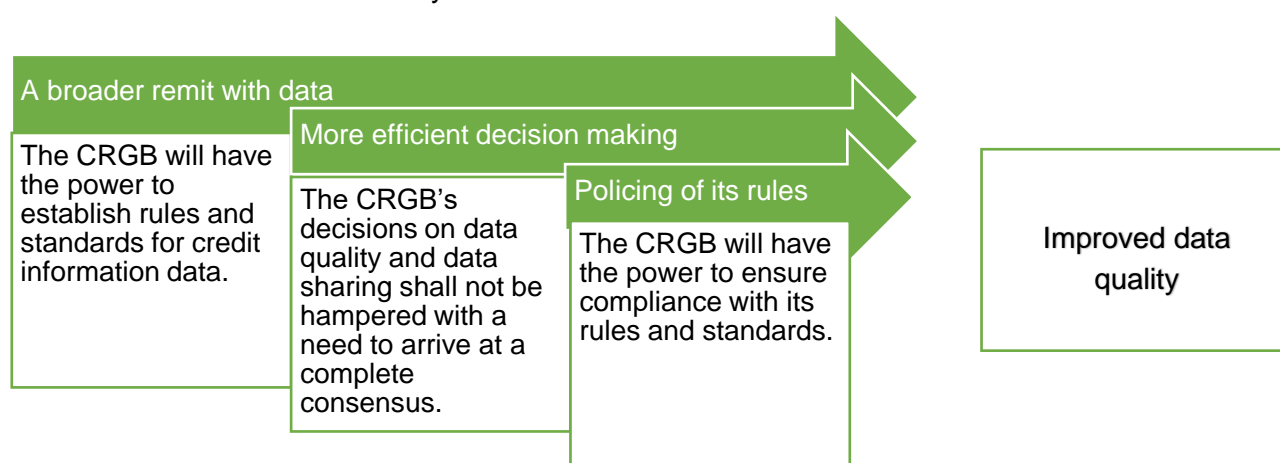 A broader remit with data
The CRGB will have
the power to
establish rules and
standards for credit
information data.
More efficient decision making
The CRGB’s
decisions on data
quality and data
sharing shall not be
hampered with a
need to arrive at a
complete
consensus.
Policing of its rules
The CRGB will have
the power to ensure
compliance with its
rules and standards.
Improved data
quality